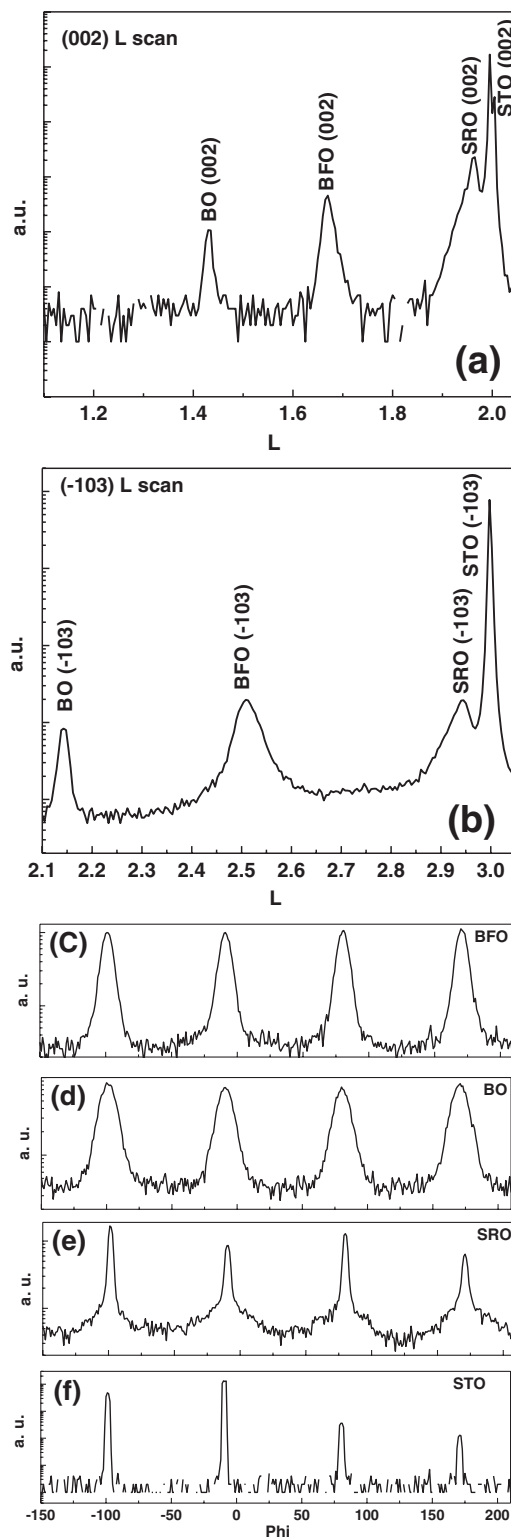 (002) L scan
BO (002)
BFO (002)
SRO (002)
STO (002)
a.u.
(a)
1.2 1.4 1.6 1.8 2.0
L
(-103) L scan
BO (-103)
BFO (-103)
SRO (-103)
STO (-103)
a.u.
(b)
2.1 2.2 2.3 2.4 2.5 2.6 2.7 2.8 2.9 3.0
L
(C) BFO
a. u.
(d) BO
a. u.
(e) SRO
a. u.
(f) STO
a. u.
-150 -100 -50 0 50 100 150 200
Phi